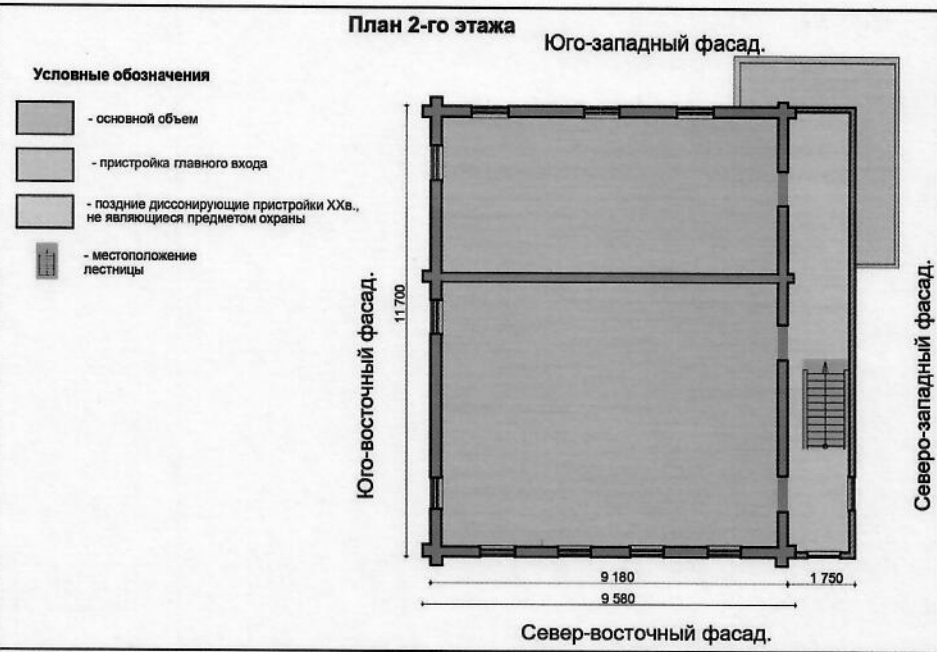 План 2-го этажа
Юго-западный фасад.
Условные обозначения
- основной объем
- пристройка главного входа
- поздние диссонирующие пристройки XXв.,
не являющиеся предметом охраны
- местоположение
лестницы
Юго-восточный фасад.
11 700
Северо-западный фасад.
9 180
1 750
9 580
Север-восточный фасад.